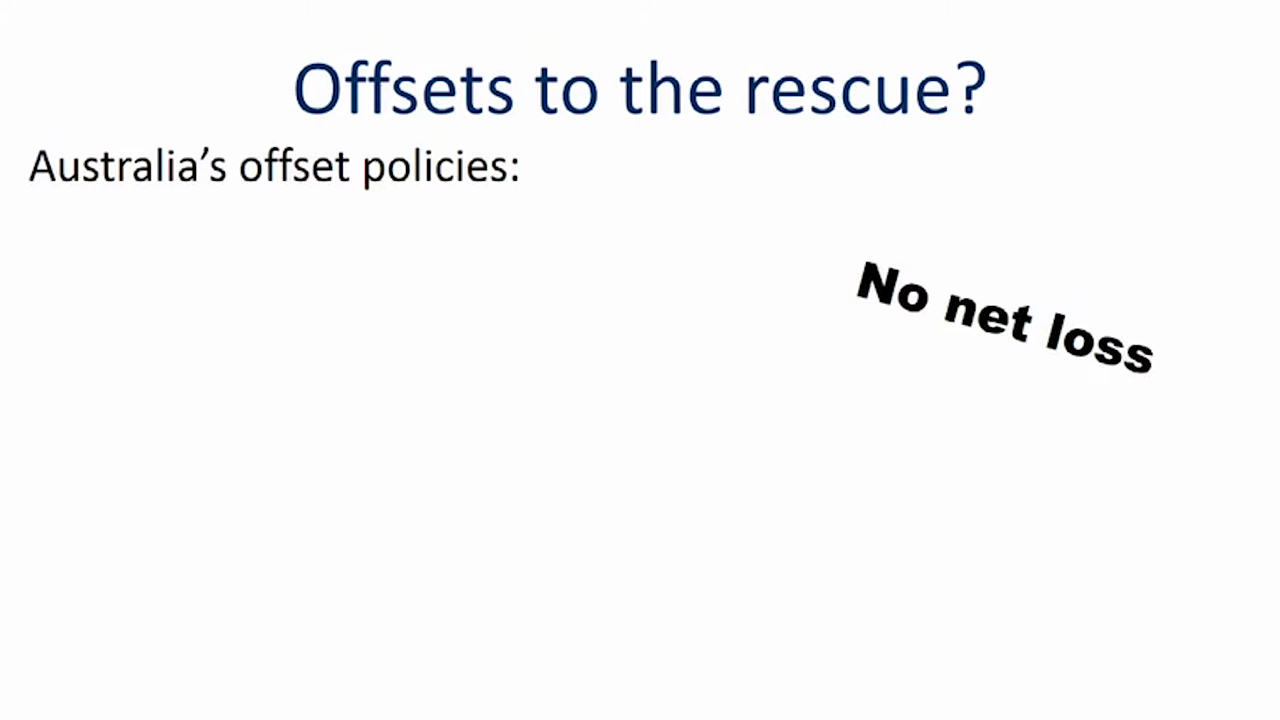 Offsets to the rescue?
Australia’s offset policies:
No net loss